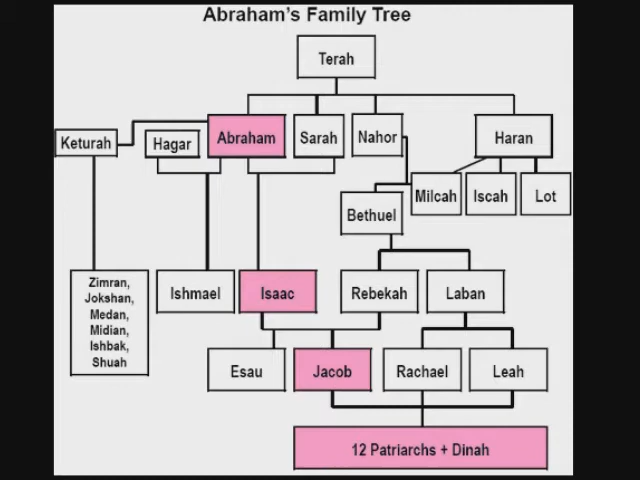 Abraham's Family Tree
Terah
Keturah
Hagar
Abraham
Sarah
Nahor
Haran
Milcah
Iscah
Lot
Bethuel
Zimran,
Jokshan,
Medan,
Midian,
Ishbak,
Shuah
Ishmael
Isaac
Rebekah
Laban
Esau
Jacob
Rachael
Leah
12 Patriarchs + Dinah